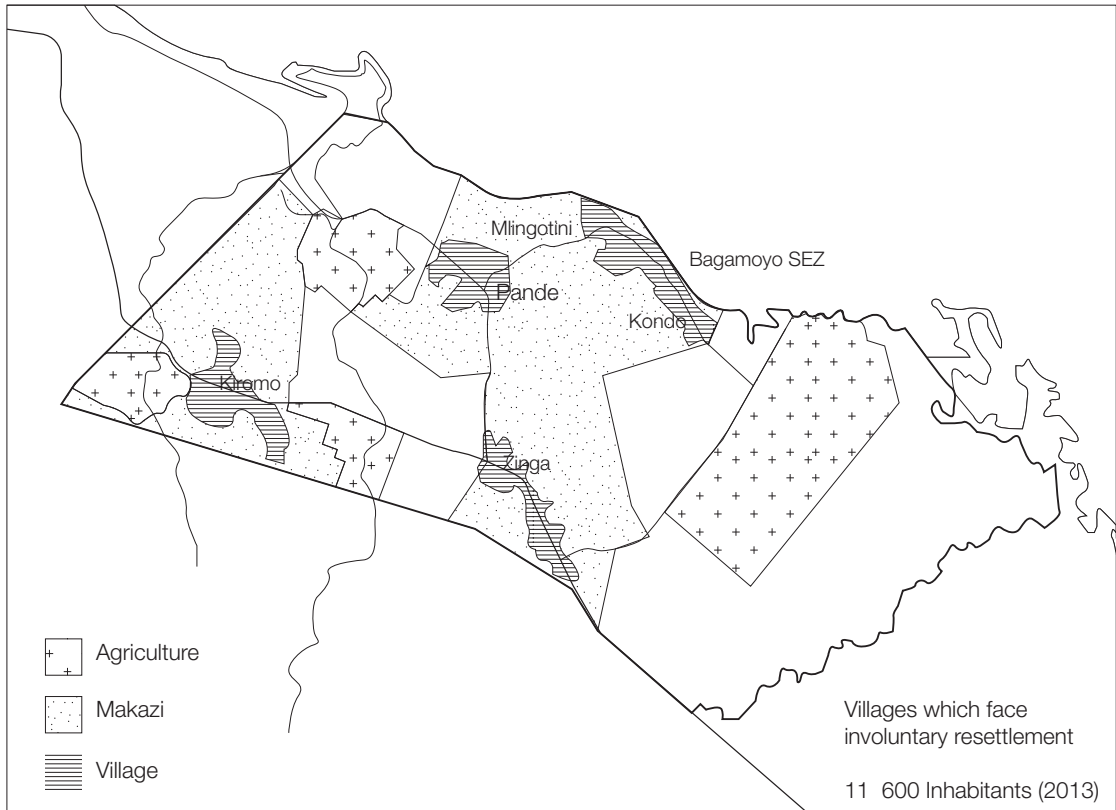 Mlingotini
Bagamoyo SEZ
Pande
Kondo
Kiromo
Zinga
Agriculture
Makazi
Village
Villages which face
involuntary resettlement
11 600 Inhabitants (2013)